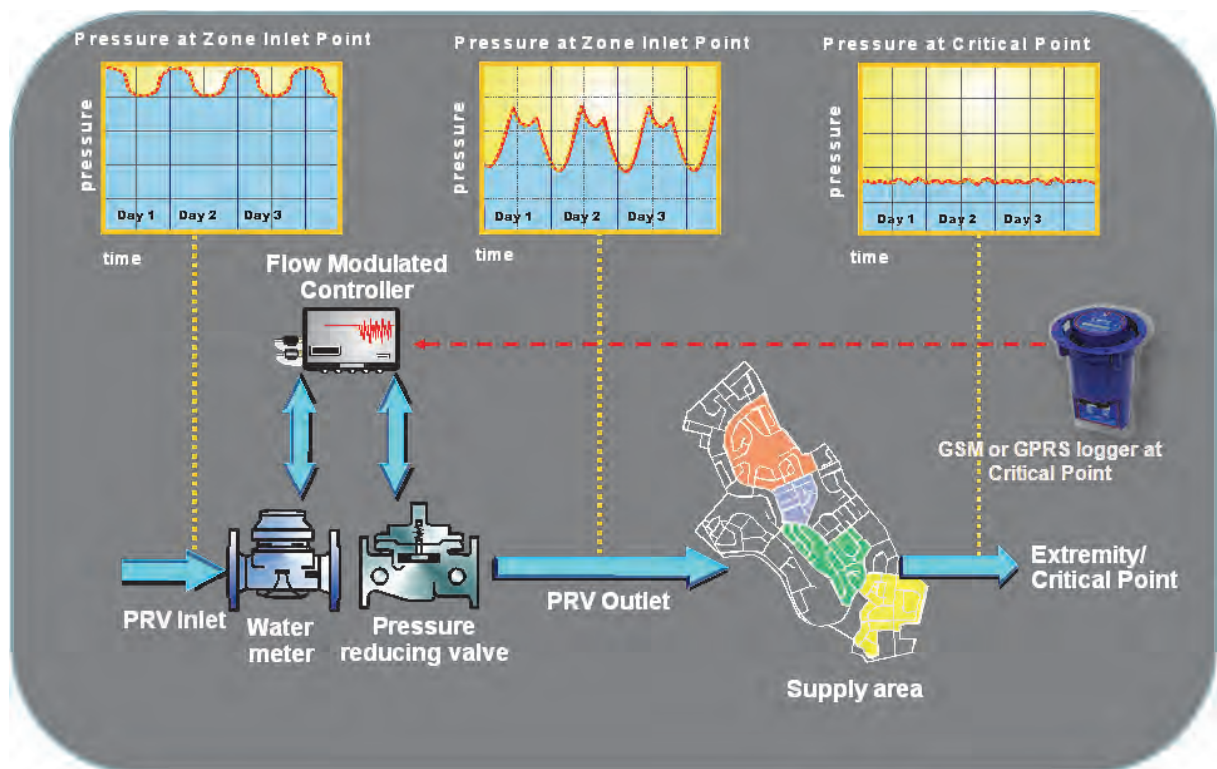 Pressure at Zone Inlet Point
pressure
Day 1 Day 2 Day 3
time
Pressure at Zone Inlet Point
pressure
Day 1 Day 2 Day 3
time
Pressure at Critical Point
pressure
Day 1 Day 2 Day 3
time
Flow Modulated
Controller
GSM or GPRS logger at
Critical Point
PRV Inlet
Water
meter
Pressure
reducing valve
PRV Outlet
Supply area
Extremity/
Critical Point